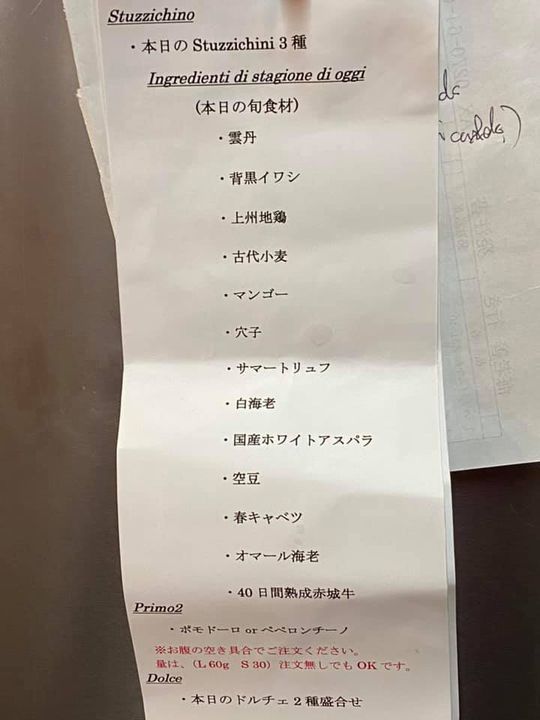 Stuzzichino
・本日の Stuzzichini 3 種
Ingredienti di stagione di oggi
(本日の旬食材)
・雲丹
・背黒イワシ
・上州地鶏
・古代小麦
・マンゴー
・穴子
・サマートリュフ
・白海老
・国産ホワイトアスパラ
・空豆
・春キャベツ
・オマール海老
・40 日間熟成赤城牛
Primo2
・ポモドーロ or ペペロンチーノ
※お腹の空き具合でご注文ください。
量は、（L 60g S 30）注文無しでも OK です。
Dolce
・本日のドルチェ 2 種盛合せ